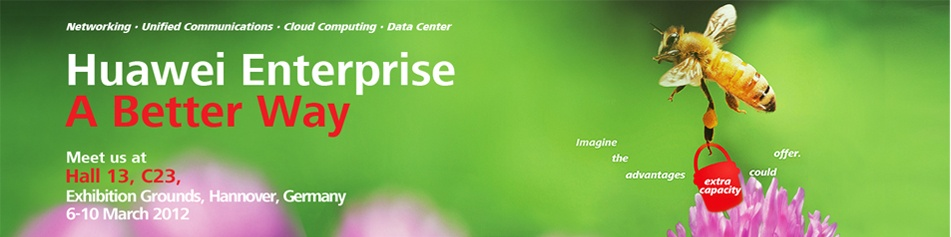 Networking · Unified Communications · Cloud Computing · Data Center
Huawei Enterprise
A Better Way
Meet us at
Hall 13, C23,
Exhibition Grounds, Hannover, Germany
6-10 March 2012
Imagine
the
advantages
extra
capacity
could
offer.